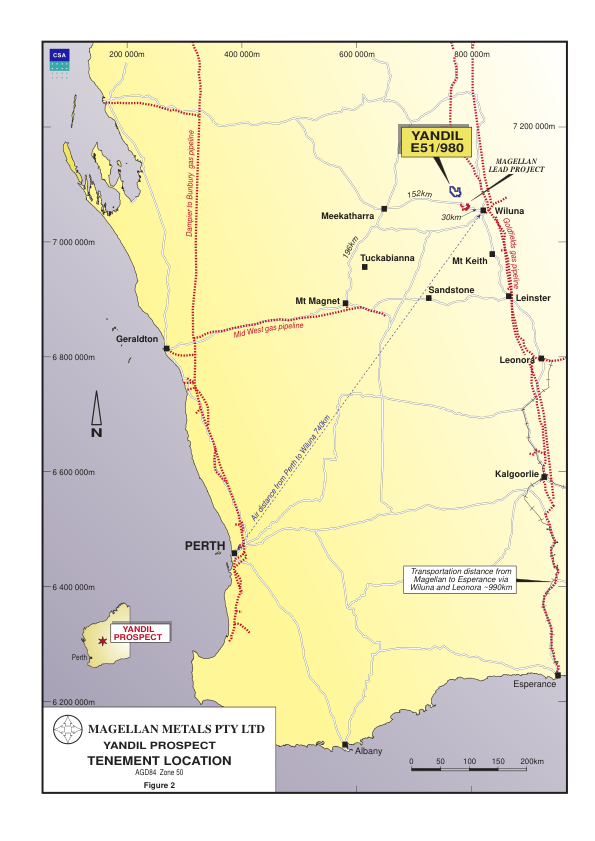 CSA
200 000m
400 000m
600 000m
800 000m
YANDIL
E51/980
7 200 000m
MAGELLAN
LEAD PROJECT
Dampier to Bunbury gas pipeline
152km
Meekatharra
30km
Wiluna
7 000 000m
196km
Tuckabianna
Mt Keith
Goldfields gas pipeline
Sandstone
Mt Magnet
Leinster
Mid West gas pipeline
Geraldton
6 800 000m
Leonora
N
Air distance from Perth to Wiluna 740km
6 600 000m
Kalgoorlie
PERTH
6 400 000m
Transportation distance from
Magellan to Esperance via
Wiluna and Leonora ~990km
YANDIL
PROSPECT
Perth
Esperance
6 200 000m
MAGELLAN METALS PTY LTD
YANDIL PROSPECT
TENEMENT LOCATION
AGD84 Zone 50
Figure 2
Albany
0 50 100 150 200km